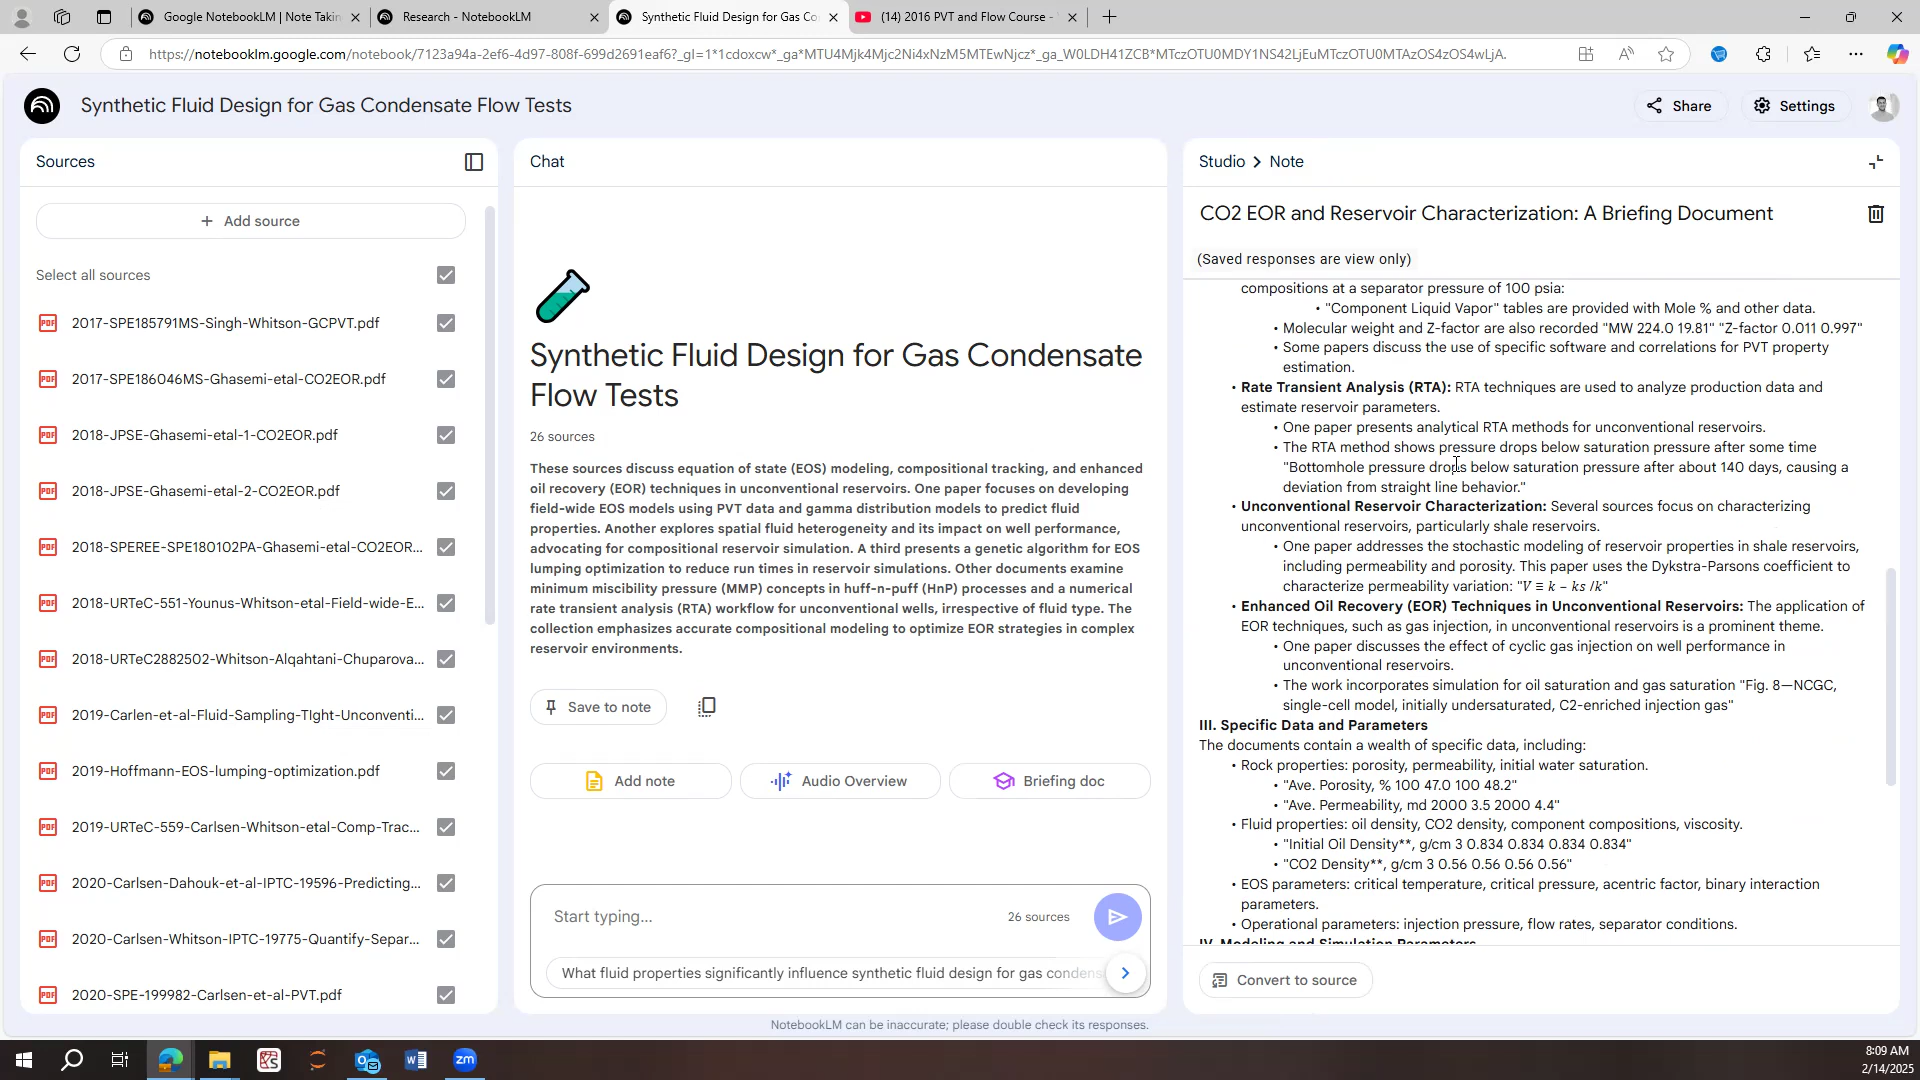 Google NotebookLM | Note Takin
Research - NotebookLM
Synthetic Fluid Design for Gas Co
(14) 2016 PVT and Flow Course -
https://notebooklm.google.com/notebook/7123a94a-2ef6-4d97-808f-699d2691eaf6?_gl=1*1cdoxcw*_ga*MTU4Mjk4Mjc2Ni4xNzM5MTEwNjcz*_ga_W0LDH41ZCB*MTczOTU0MDY1NS42LjEuMTczOTU0MTAzOS4zOS4wLjA.
Synthetic Fluid Design for Gas Condensate Flow Tests
Share
Settings
Sources
Add source
Select all sources
2017-SPE185791MS-Singh-Whitson-GCPVT.pdf
2017-SPE186046MS-Ghasemi-etal-CO2EOR.pdf
2018-JPSE-Ghasemi-etal-1-CO2EOR.pdf
2018-JPSE-Ghasemi-etal-2-CO2EOR.pdf
2018-SPEREE-SPE180102PA-Ghasemi-etal-CO2EOR...
2018-URTeC-551-Younus-Whitson-etal-Field-wide-E...
2018-URTeC2882502-Whitson-Alqahtani-Chuparova...
2019-Carlen-et-al-Fluid-Sampling-TIght-Unconventi...
2019-Hoffmann-EOS-lumping-optimization.pdf
2019-URTeC-559-Carlsen-Whitson-etal-Comp-Trac...
2020-Carlsen-Dahouk-et-al-IPTC-19596-Predicting...
2020-Carlsen-Whitson-IPTC-19775-Quantify-Separ...
2020-SPE-199982-Carlsen-et-al-PVT.pdf
Chat
Synthetic Fluid Design for Gas Condensate
Flow Tests
26 sources
These sources discuss equation of state (EOS) modeling, compositional tracking, and enhanced
oil recovery (EOR) techniques in unconventional reservoirs. One paper focuses on developing
field-wide EOS models using PVT data and gamma distribution models to predict fluid
properties. Another explores spatial fluid heterogeneity and its impact on well performance,
advocating for compositional reservoir simulation. A third presents a genetic algorithm for EOS
lumping optimization to reduce run times in reservoir simulations. Other documents examine
minimum miscibility pressure (MMP) concepts in huff-n-puff (HnP) processes and a numerical
rate transient analysis (RTA) workflow for unconventional wells, irrespective of fluid type. The
collection emphasizes accurate compositional modeling to optimize EOR strategies in complex
reservoir environments.
Save to note
Add note
Audio Overview
Briefing doc
Start typing...
26 sources
What fluid properties significantly influence synthetic fluid design for gas condens
NotebookLM can be inaccurate; please double check its responses.
Studio > Note
CO2 EOR and Reservoir Characterization: A Briefing Document
(Saved responses are view only)
compositions at a separator pressure of 100 psia:
• "Component Liquid Vapor" tables are provided with Mole % and other data.
• Molecular weight and Z-factor are also recorded "MW 224.0 19.81" "Z-factor 0.011 0.997"
• Some papers discuss the use of specific software and correlations for PVT property
estimation.
• Rate Transient Analysis (RTA): RTA techniques are used to analyze production data and
estimate reservoir parameters.
• One paper presents analytical RTA methods for unconventional reservoirs.
• The RTA method shows pressure drops below saturation pressure after some time
"Bottomhole pressure drops below saturation pressure after about 140 days, causing a
deviation from straight line behavior."
• Unconventional Reservoir Characterization: Several sources focus on characterizing
unconventional reservoirs, particularly shale reservoirs.
• One paper addresses the stochastic modeling of reservoir properties in shale reservoirs,
including permeability and porosity. This paper uses the Dykstra-Parsons coefficient to
characterize permeability variation: "V ≡ k − ks /k"
• Enhanced Oil Recovery (EOR) Techniques in Unconventional Reservoirs: The application of
EOR techniques, such as gas injection, in unconventional reservoirs is a prominent theme.
• One paper discusses the effect of cyclic gas injection on well performance in
unconventional reservoirs.
• The work incorporates simulation for oil saturation and gas saturation "Fig. 8—NCGC,
single-cell model, initially undersaturated, C2-enriched injection gas"
III. Specific Data and Parameters
The documents contain a wealth of specific data, including:
• Rock properties: porosity, permeability, initial water saturation.
• "Ave. Porosity, % 100 47.0 100 48.2"
• "Ave. Permeability, md 2000 3.5 2000 4.4"
• Fluid properties: oil density, CO2 density, component compositions, viscosity.
• "Initial Oil Density**, g/cm 3 0.834 0.834 0.834 0.834"
• "CO2 Density**, g/cm 3 0.56 0.56 0.56 0.56"
• EOS parameters: critical temperature, critical pressure, acentric factor, binary interaction
parameters.
• Operational parameters: injection pressure, flow rates, separator conditions.
IV. Modeling and Simulation Parameters
Convert to source
8:09 AM
2/14/2025